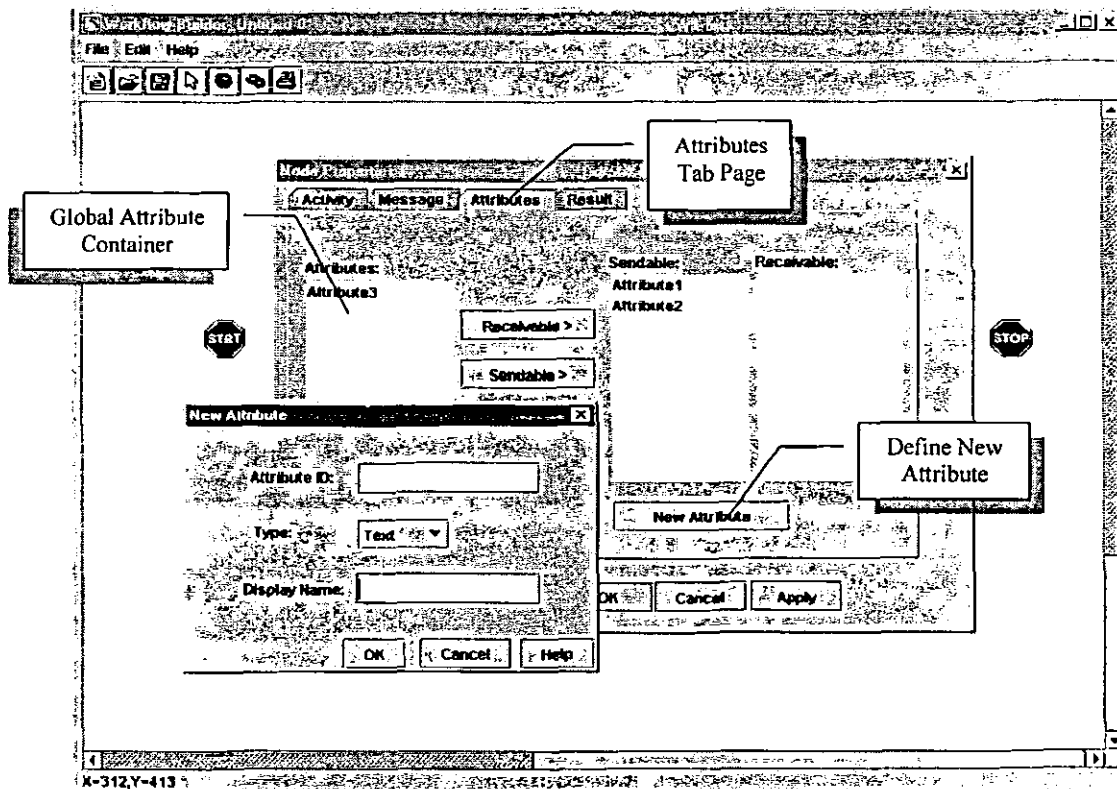 Workflow Builder: Untitled 0
File Edit Help
Attributes
Tab Page
Node Properties
Activity Message Attributes Result
Global Attribute
Container
Attributes:
Attribute3
Sendable:
Attribute1
Attribute2
Receivable:
START
Receivable >
Sendable >
STOP
New Attribute
Attribute ID:
Type: Text
Display Name:
OK Cancel Help
Define New
Attribute
New Attribute
OK Cancel Apply
X=312,Y=413